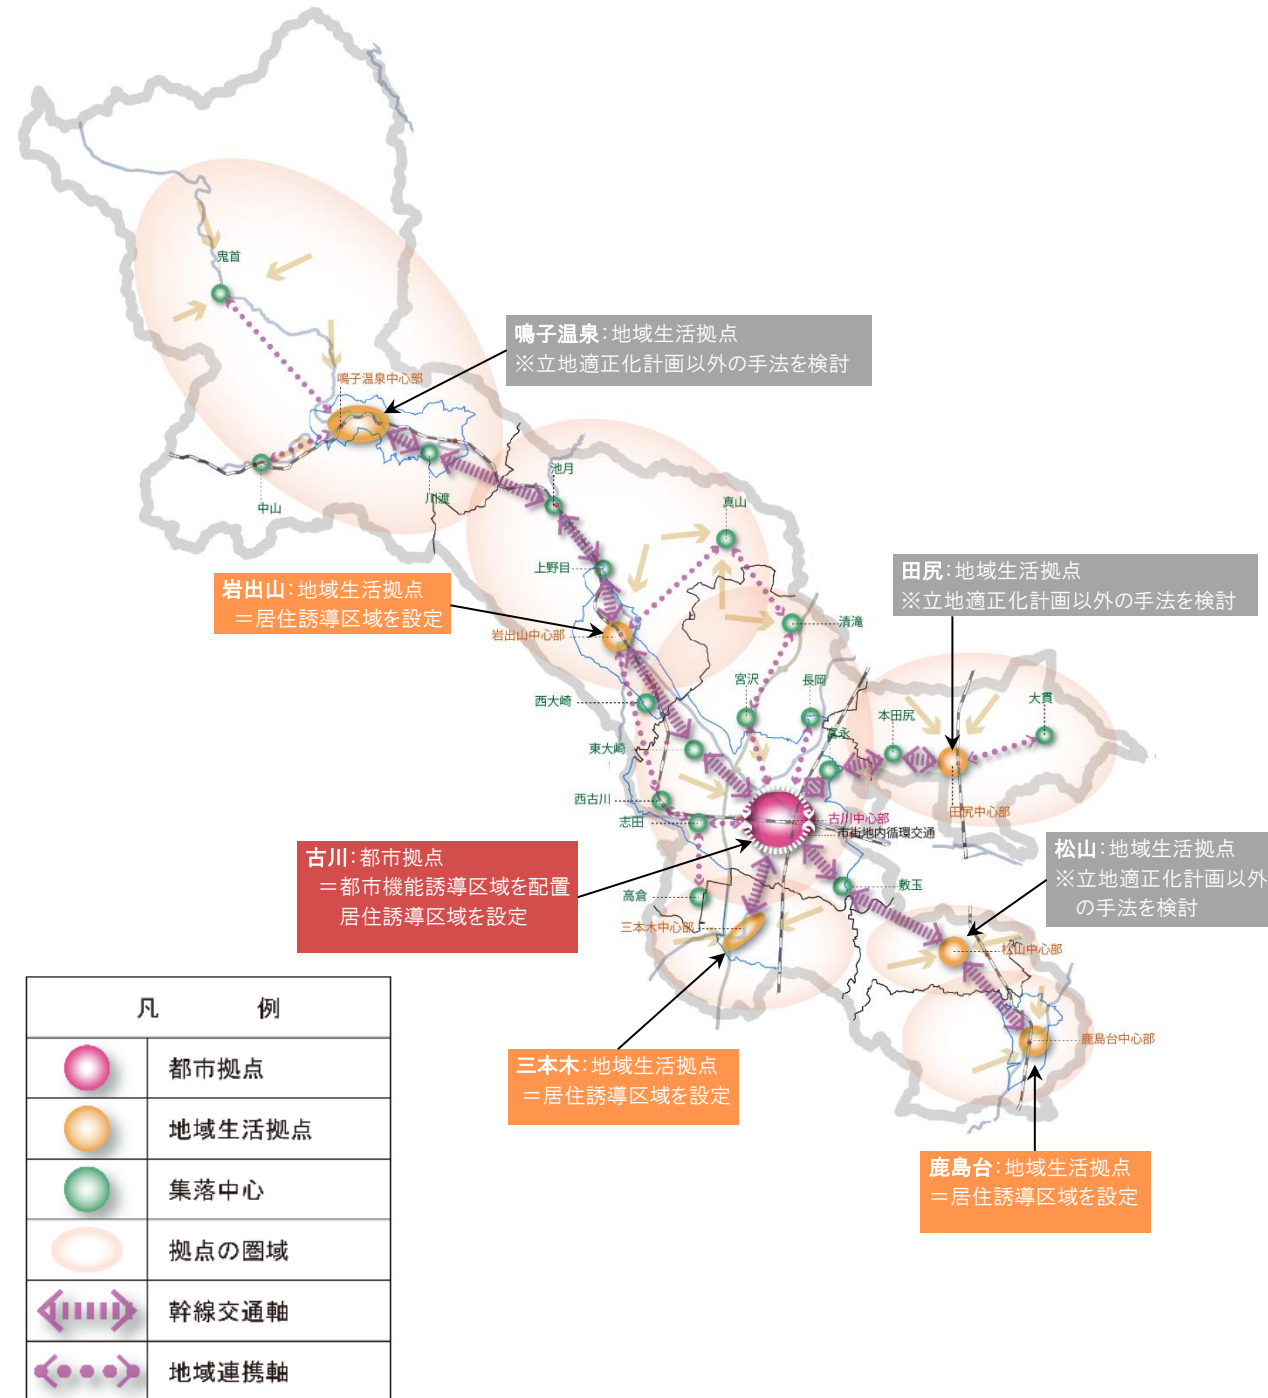 鬼首
鳴子温泉：地域生活拠点
※立地適正化計画以外の手法を検討
鳴子温泉中心部
池月
川渡
中山
真山
上野目
田尻：地域生活拠点
※立地適正化計画以外の手法を検討
岩出山：地域生活拠点
＝居住誘導区域を設定
岩出山中心部
清滝
宮沢
長岡
西大崎
大貫
本田尻
富永
東大崎
西古川
田尻中心部
志田
古川中心部
市街地内循環交通
古川：都市拠点
＝都市機能誘導区域を配置
居住誘導区域を設定
松山：地域生活拠点
※立地適正化計画以外
の手法を検討
敷玉
高倉
三本木中心部
松山中心部
鹿島台中心部
三本木：地域生活拠点
＝居住誘導区域を設定
鹿島台：地域生活拠点
＝居住誘導区域を設定
凡　例
都市拠点
地域生活拠点
集落中心
拠点の圏域
幹線交通軸
地域連携軸